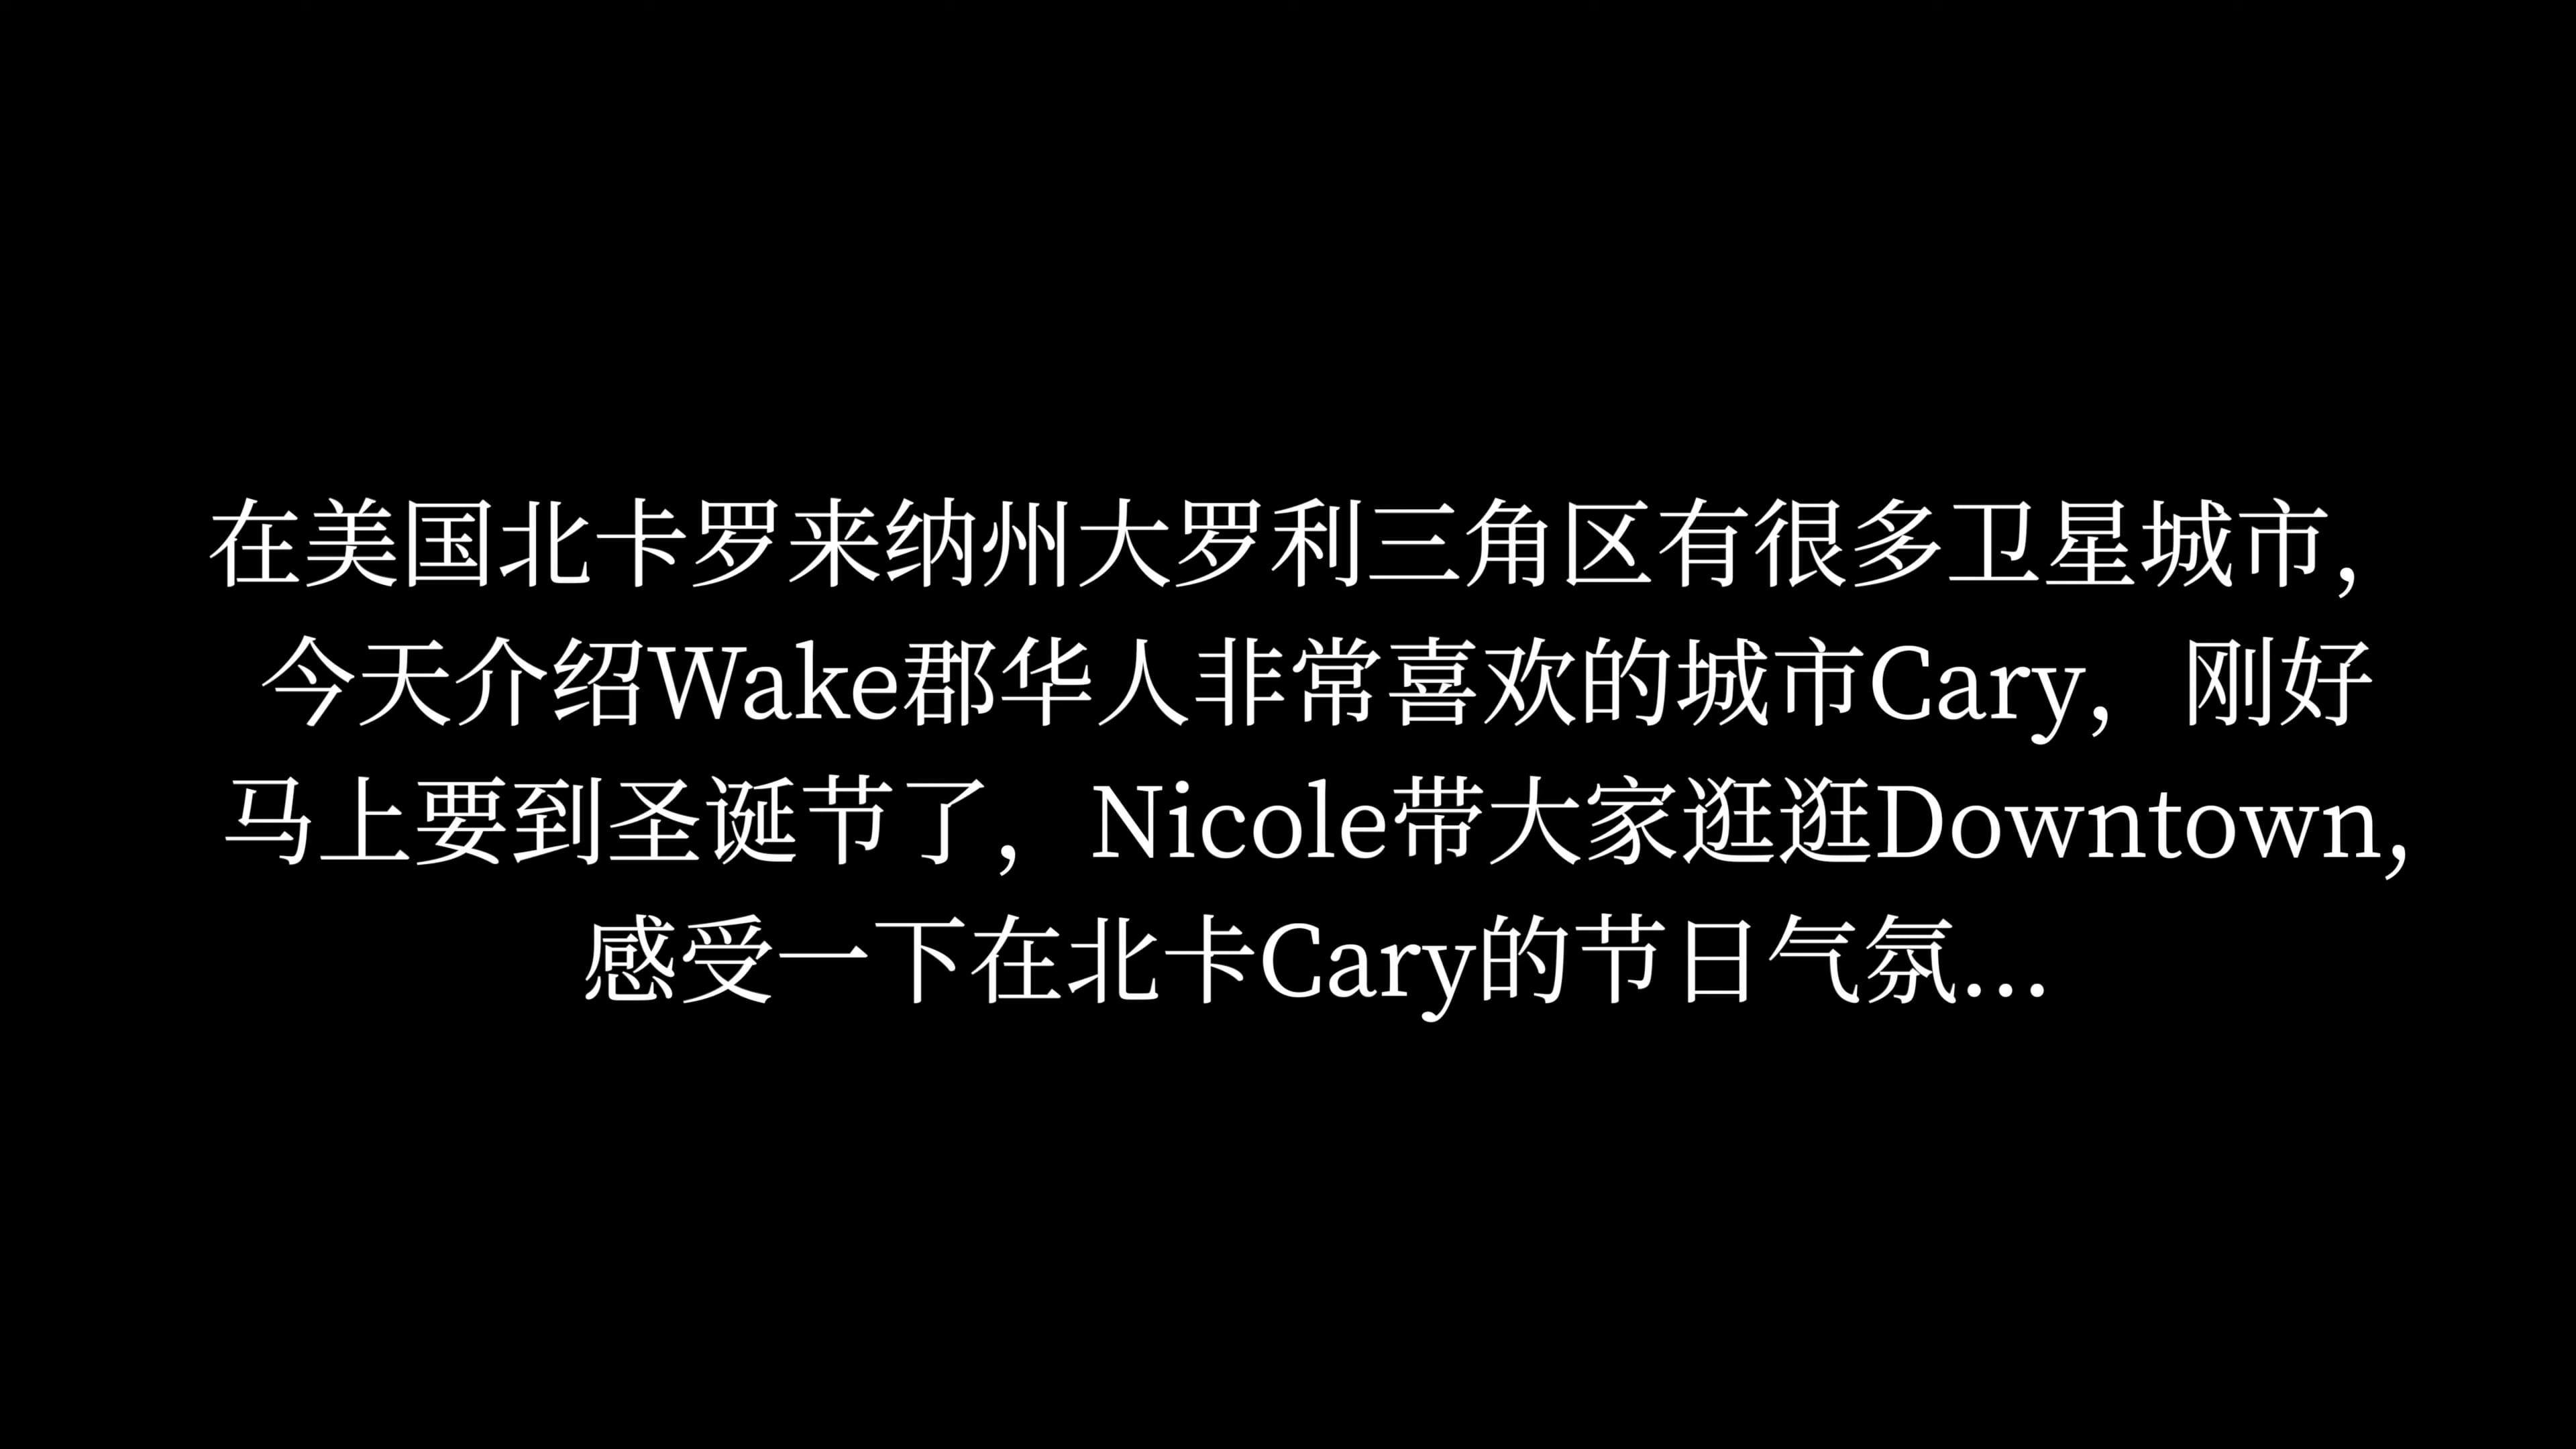 在美国北卡罗来纳州大罗利三角区有很多卫星城市,
今天介绍Wake郡华人非常喜欢的城市Cary，刚好
马上要到圣诞节了，Nicole带大家逛逛Downtown,
感受一下在北卡Cary的节日气氛...